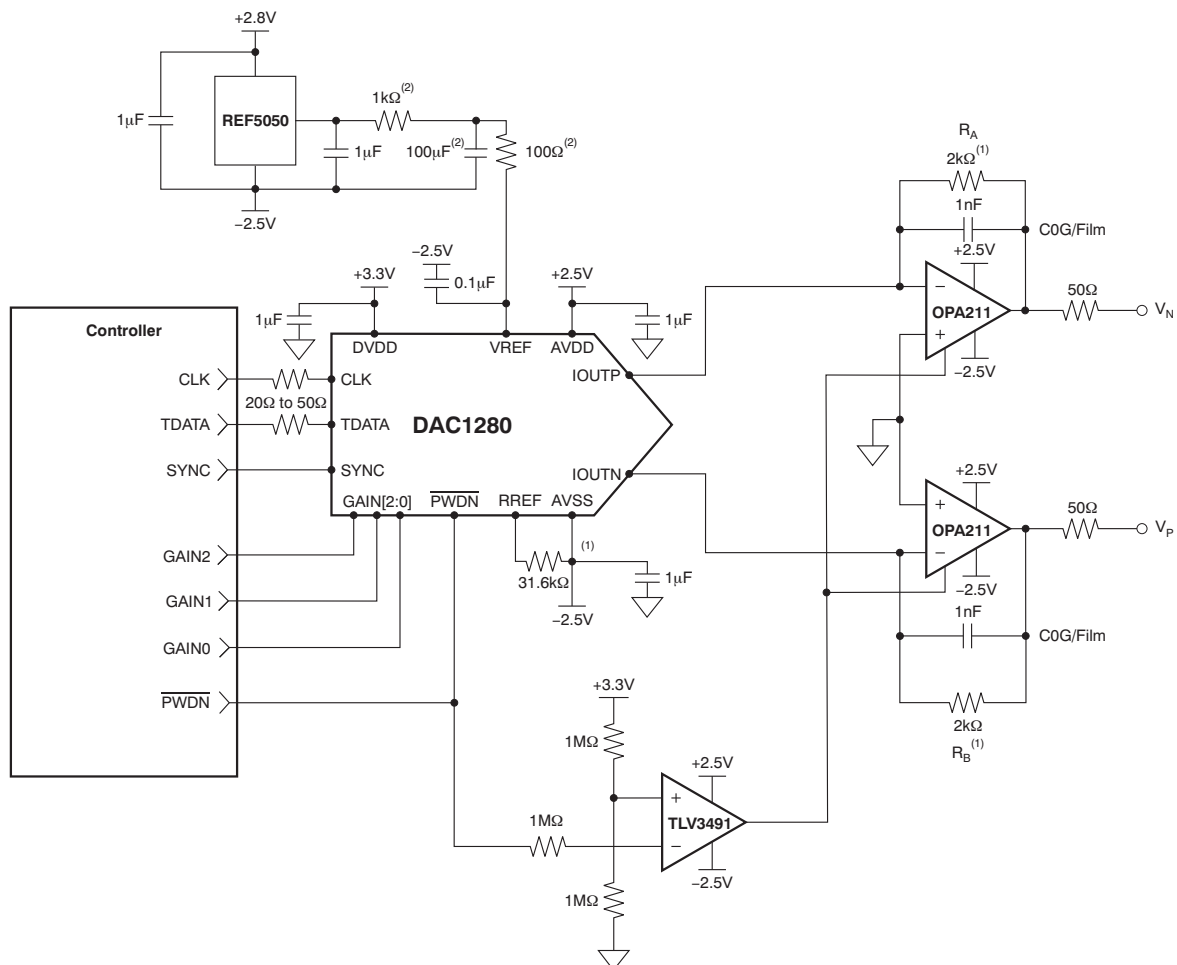 +2.8V
1µF
REF5050
1kΩ(2)
1µF
100µF(2)
100Ω(2)
−2.5V
RA
2kΩ(1)
1nF
C0G/Film
+2.5V
−
OPA211
+
−2.5V
50Ω
VN
−2.5V
0.1µF
+3.3V
1µF
+2.5V
1µF
Controller
DVDD
VREF
AVDD
CLK
20Ω to 50Ω
CLK
IOUTP
TDATA
TDATA
DAC1280
SYNC
SYNC
IOUTN
GAIN[2:0]
PWDN
RREF
AVSS
+2.5V
+
OPA211
−
−2.5V
50Ω
VP
GAIN2
(1)
31.6kΩ
1µF
−2.5V
GAIN1
GAIN0
1nF
C0G/Film
2kΩ
RB(1)
PWDN
+3.3V
1MΩ
+2.5V
+
TLV3491
−
−2.5V
1MΩ
1MΩ